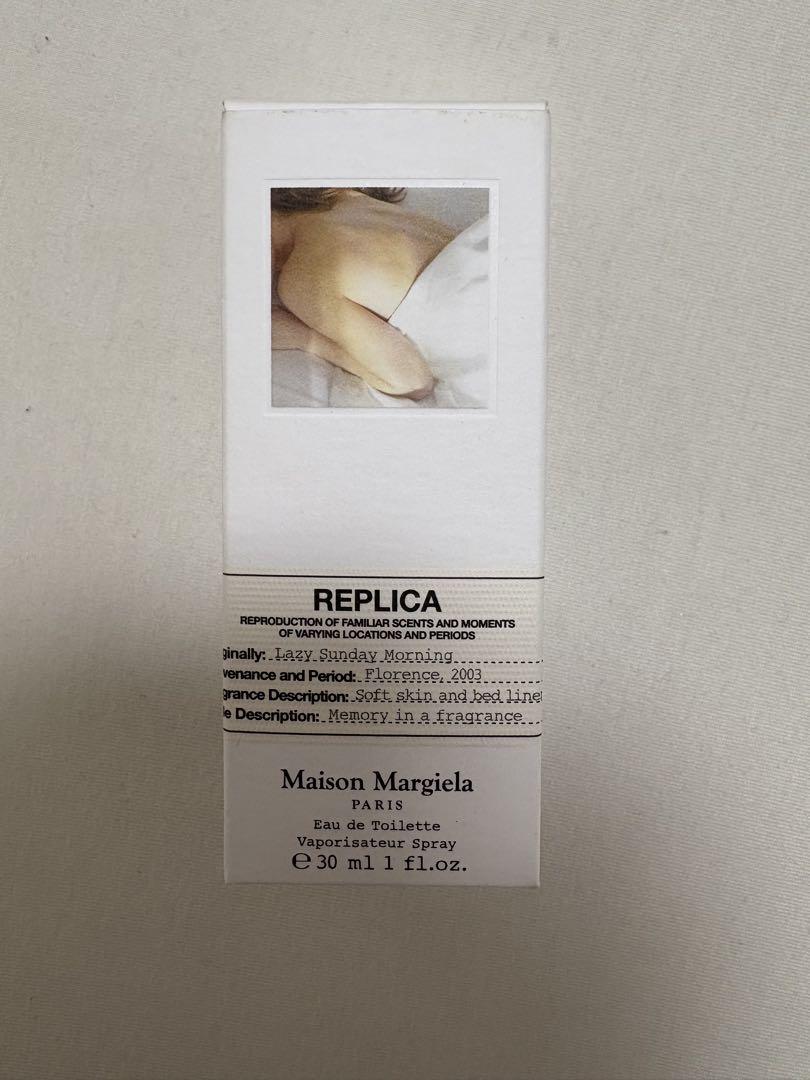 REPLICA
REPRODUCTION OF FAMILIAR SCENTS AND MOMENTS
OF VARYING LOCATIONS AND PERIODS
ginally: Lazy Sunday Morning
venance and Period: Florence, 2003
grance Description: Soft skin and bed line
le Description: Memory in a fragrance
Maison Margiela
PARIS
Eau de Toilette
Vaporisateur Spray
℮ 30 ml 1 fl.oz.